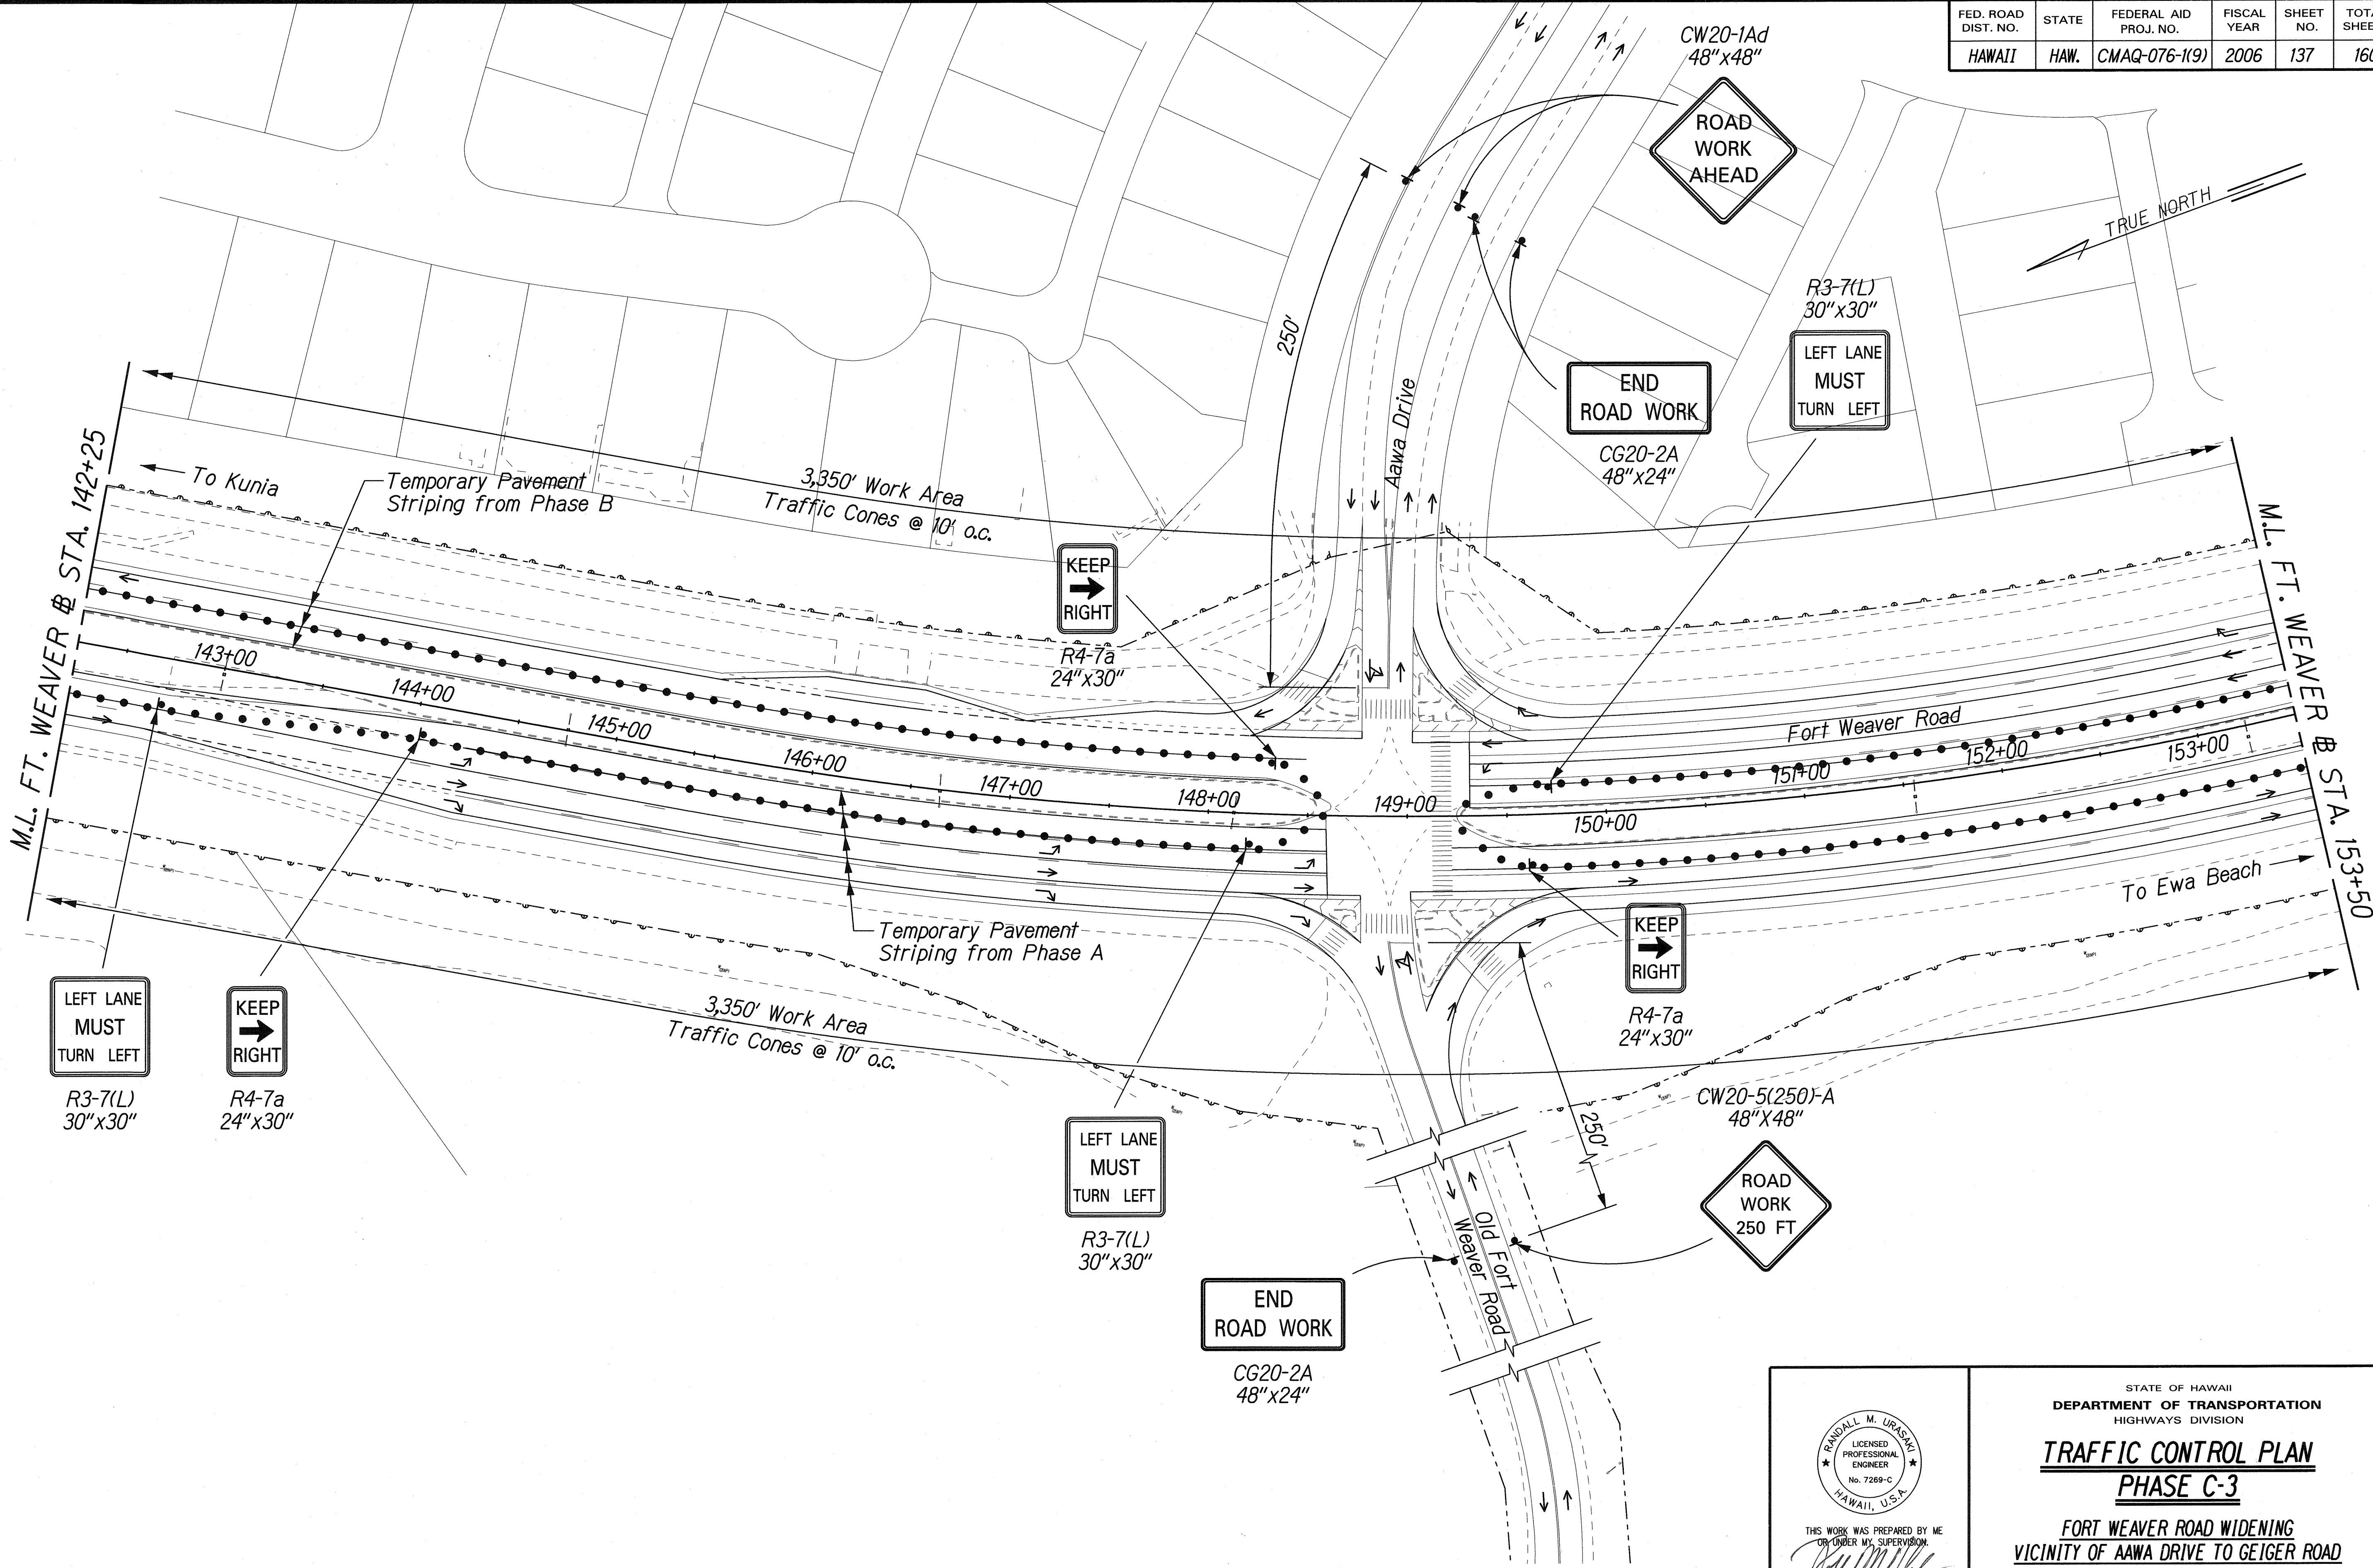 FED. ROAD DIST. NO.
STATE
FEDERAL AID PROJ. NO.
FISCAL YEAR
SHEET NO.
HAWAII
HAW.
CMAQ-076-1(9)
2006
137
CW20-1Ad
48"x48"
ROAD
WORK
AHEAD
TRUE NORTH
R3-7(L)
30"x30"
LEFT LANE
MUST
TURN LEFT
END
ROAD WORK
CG20-2A
48"x24"
250'
Aawa Drive
M.L. FT. WEAVER ℄ STA. 142+25
To Kunia
Temporary Pavement
Striping from Phase B
3,350' Work Area
Traffic Cones @ 10' o.c.
KEEP
RIGHT
R4-7a
24"x30"
M.L. FT. WEAVER ℄ STA. 153+50
143+00
144+00
145+00
146+00
147+00
148+00
149+00
150+00
151+00
152+00
153+00
Fort Weaver Road
To Ewa Beach
Temporary Pavement
Striping from Phase A
3,350' Work Area
Traffic Cones @ 10' o.c.
LEFT LANE
MUST
TURN LEFT
R3-7(L)
30"x30"
KEEP
RIGHT
R4-7a
24"x30"
LEFT LANE
MUST
TURN LEFT
R3-7(L)
30"x30"
KEEP
RIGHT
R4-7a
24"x30"
250'
CW20-5(250)-A
48"X48"
ROAD
WORK
250 FT
Old Fort
Weaver Road
END
ROAD WORK
CG20-2A
48"x24"
RANDALL M. URASAKI
LICENSED
PROFESSIONAL
ENGINEER
No. 7269-C
HAWAII, U.S.A.
THIS WORK WAS PREPARED BY ME
OR UNDER MY SUPERVISION.
STATE OF HAWAII
DEPARTMENT OF TRANSPORTATION
HIGHWAYS DIVISION
TRAFFIC CONTROL PLAN
PHASE C-3
FORT WEAVER ROAD WIDENING
VICINITY OF AAWA DRIVE TO GEIGER ROAD